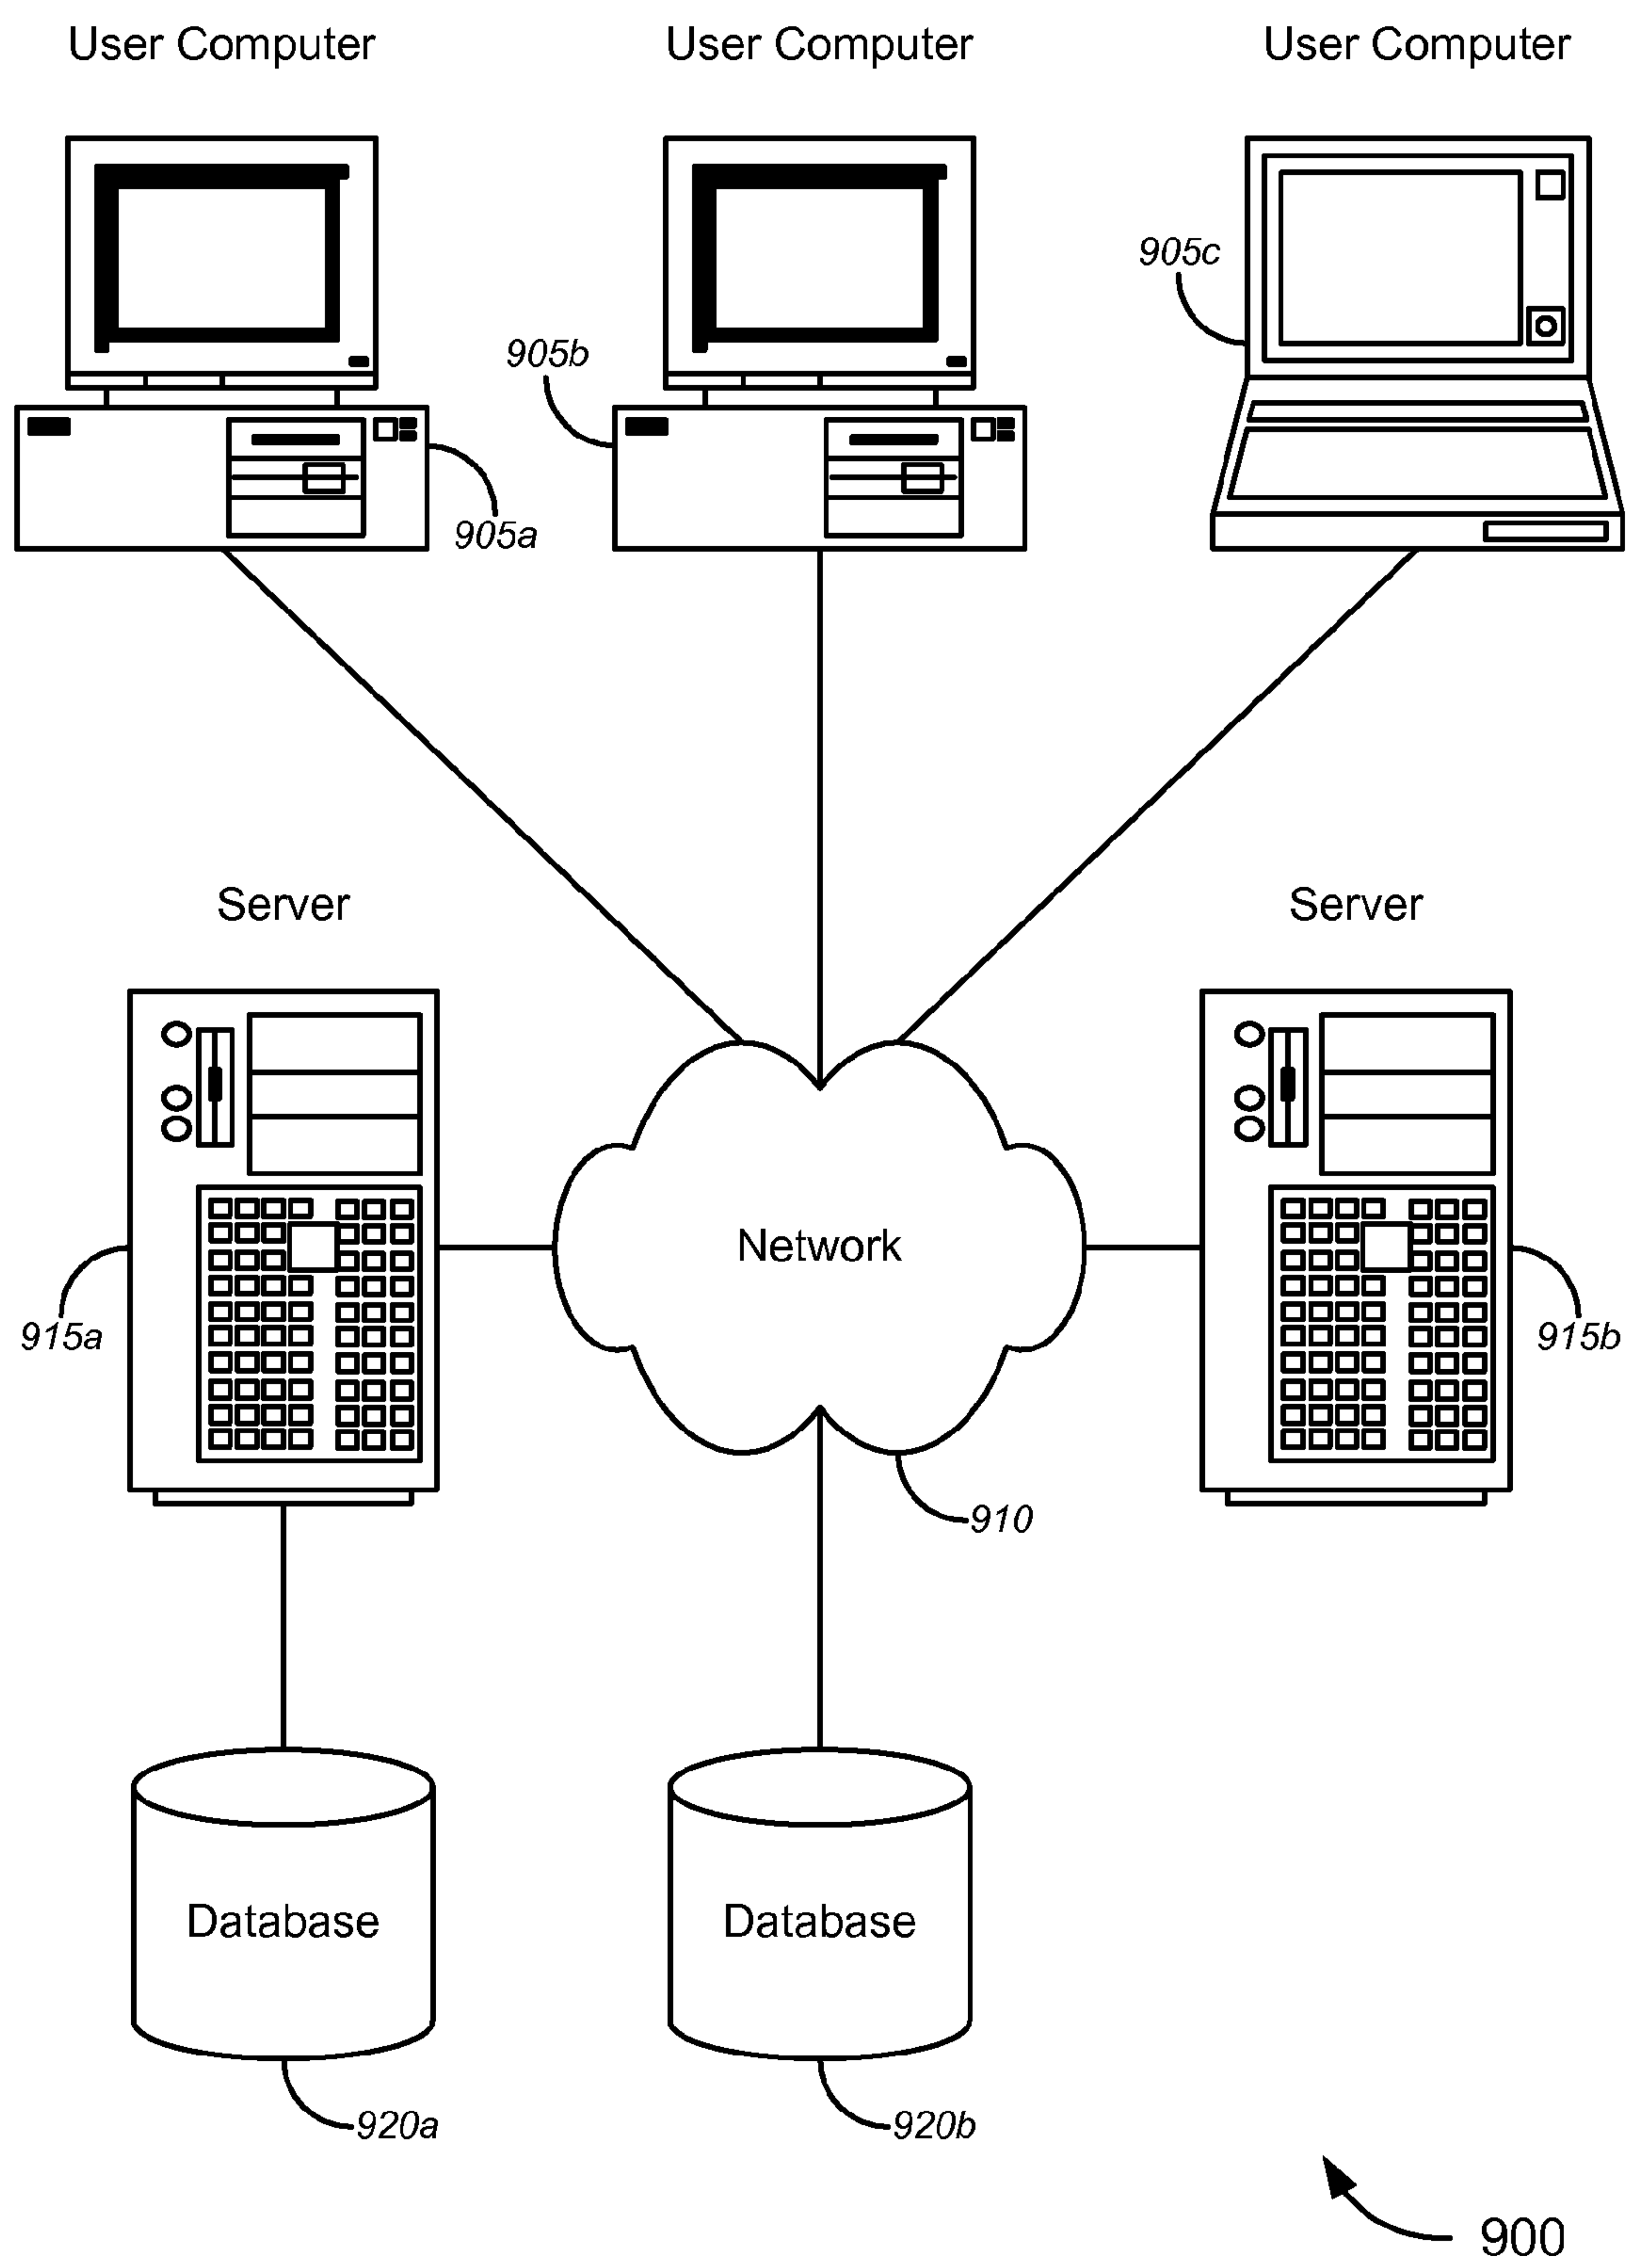 User Computer
User Computer
User Computer
905c
905b
905a
Server
Server
Network
915a
915b
910
Database
Database
920a
920b
900